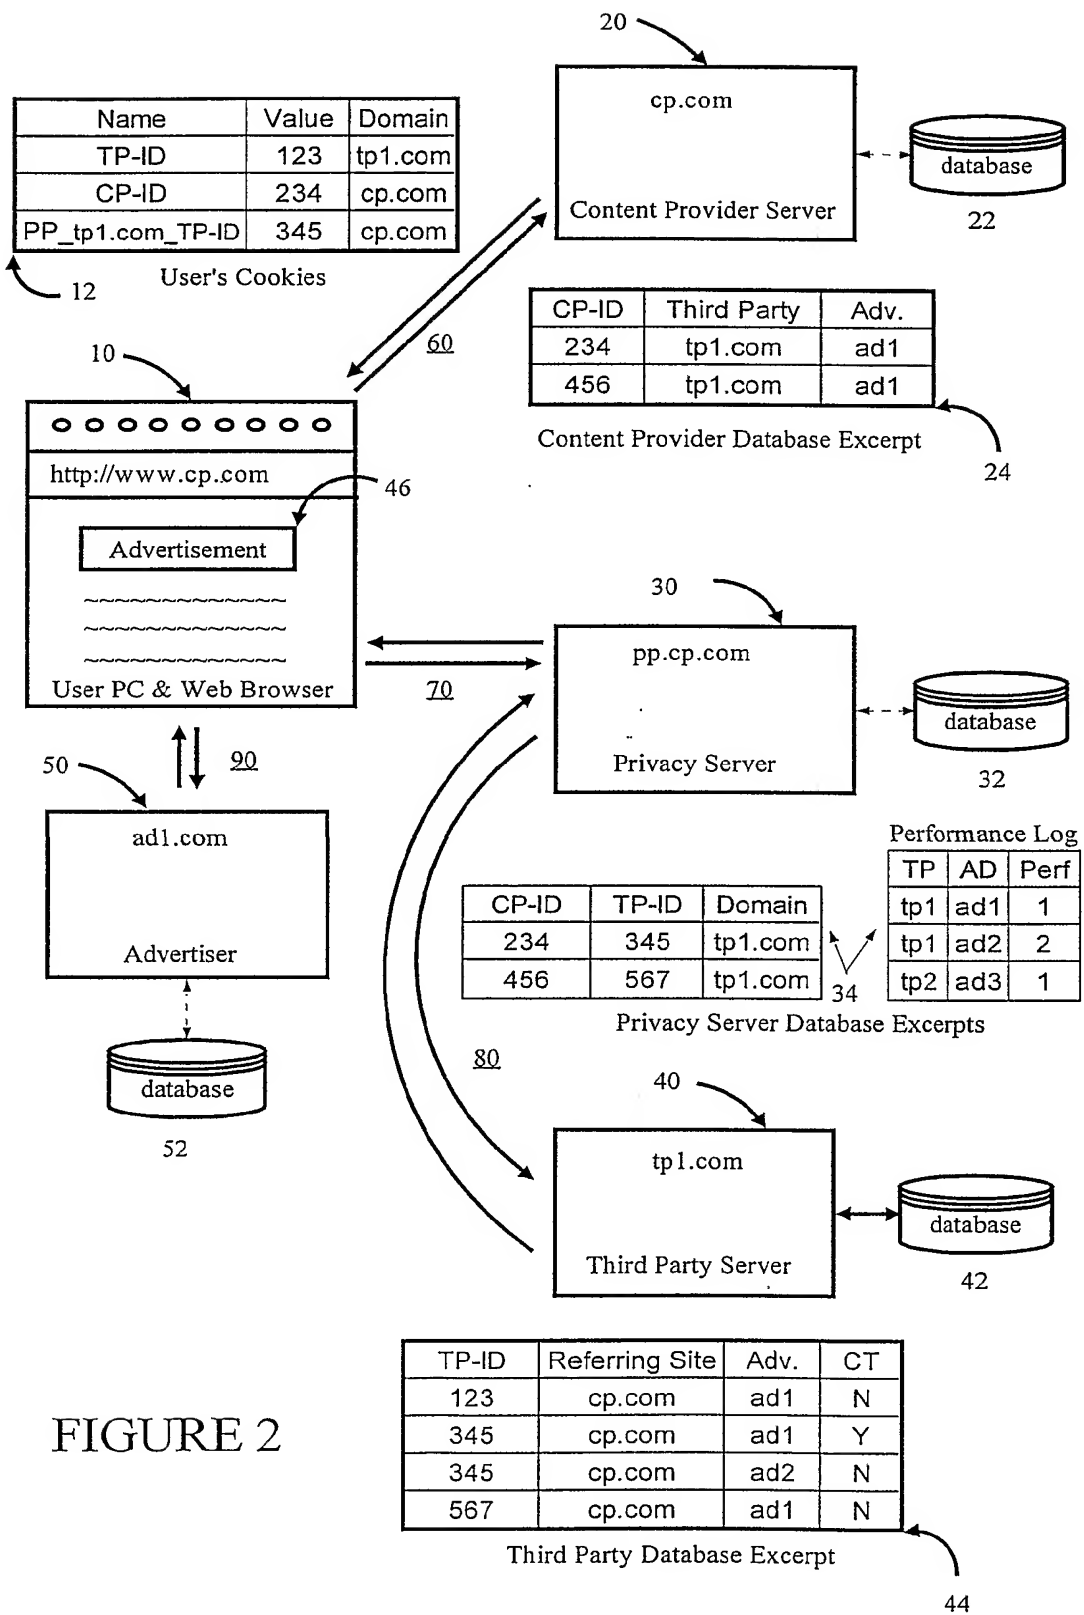 20
cp.com
Content Provider Server
database
22
Name Value Domain
TP-ID 123 tp1.com
CP-ID 234 cp.com
PP_tp1.com_TP-ID 345 cp.com
User's Cookies
12
60
CP-ID Third Party Adv.
234 tp1.com ad1
456 tp1.com ad1
Content Provider Database Excerpt
24
10
http://www.cp.com
46
Advertisement
~~~~~~~~~~~~~
~~~~~~~~~~~~~
~~~~~~~~~~~~~
User PC & Web Browser
30
pp.cp.com
Privacy Server
database
32
70
90
50
ad1.com
Advertiser
database
52
Performance Log
TP AD Perf
tp1 ad1 1
tp1 ad2 2
tp2 ad3 1
CP-ID TP-ID Domain
234 345 tp1.com
456 567 tp1.com
34
Privacy Server Database Excerpts
80
40
tp1.com
Third Party Server
database
42
TP-ID Referring Site Adv. CT
123 cp.com ad1 N
345 cp.com ad1 Y
345 cp.com ad2 N
567 cp.com ad1 N
Third Party Database Excerpt
44
FIGURE 2